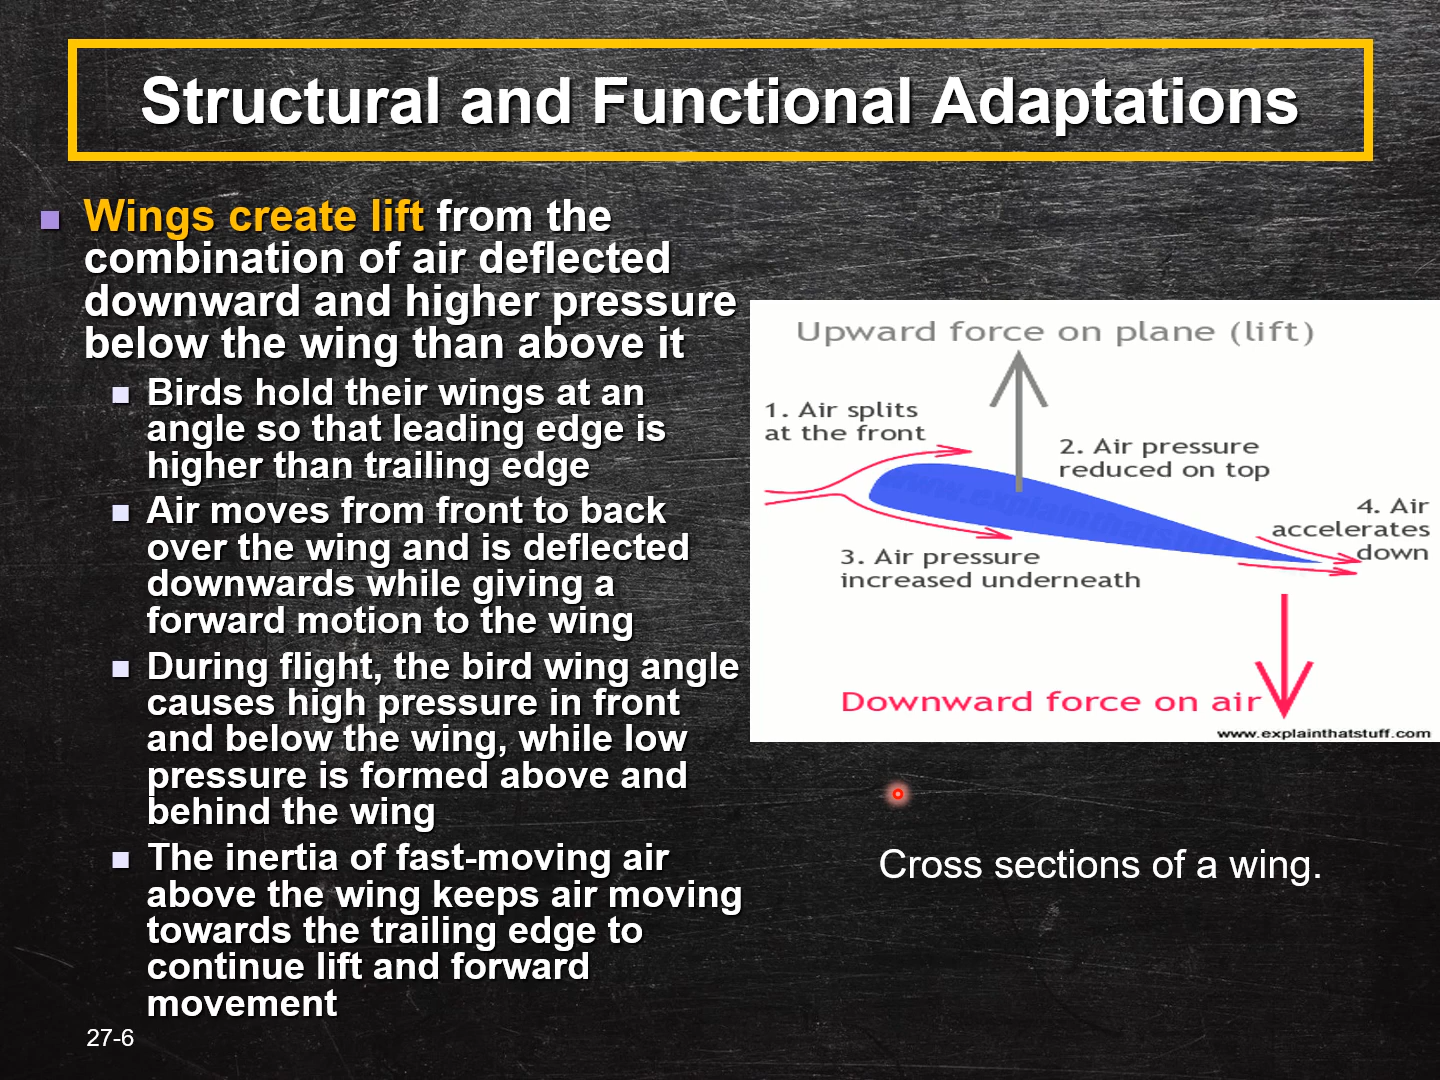 Structural and Functional Adaptations
Wings create lift from the
combination of air deflected
downward and higher pressure
below the wing than above it
Birds hold their wings at an
angle so that leading edge is
higher than trailing edge
Air moves from front to back
over the wing and is deflected
downwards while giving a
forward motion to the wing
During flight, the bird wing angle
causes high pressure in front
and below the wing, while low
pressure is formed above and
behind the wing
The inertia of fast-moving air
above the wing keeps air moving
towards the trailing edge to
continue lift and forward
movement
27-6
Upward force on plane (lift)
1. Air splits
at the front
2. Air pressure
reduced on top
3. Air pressure
increased underneath
4. Air
accelerates
down
Downward force on air
www.explainthatstuff.com
Cross sections of a wing.